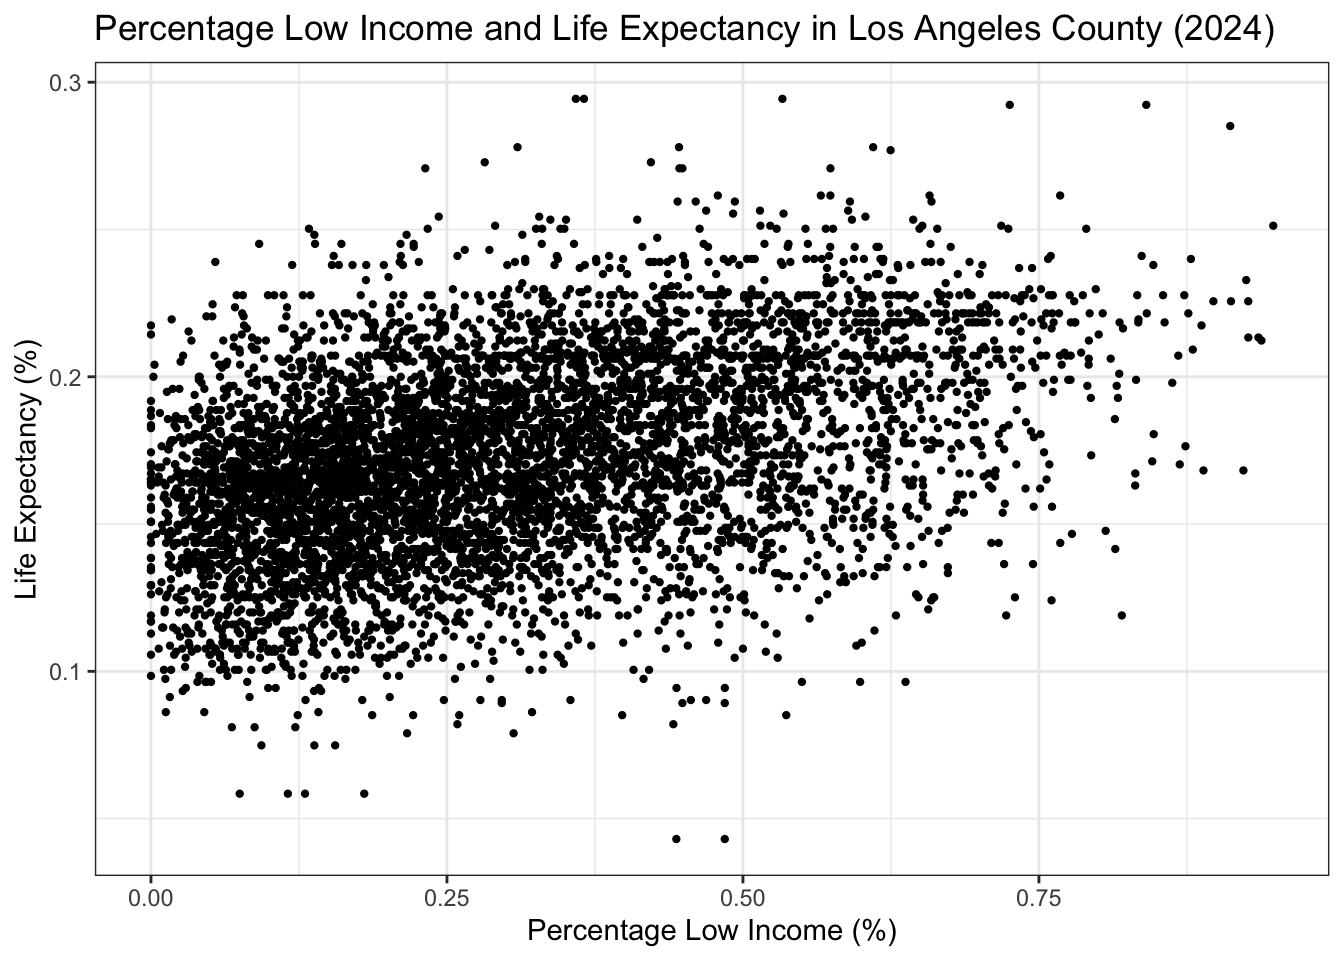 Percentage Low Income and Life Expectancy in Los Angeles County (2024)
0.3
0.2
0.1
Life Expectancy (%)
0.00 0.25 0.50 0.75
Percentage Low Income (%)